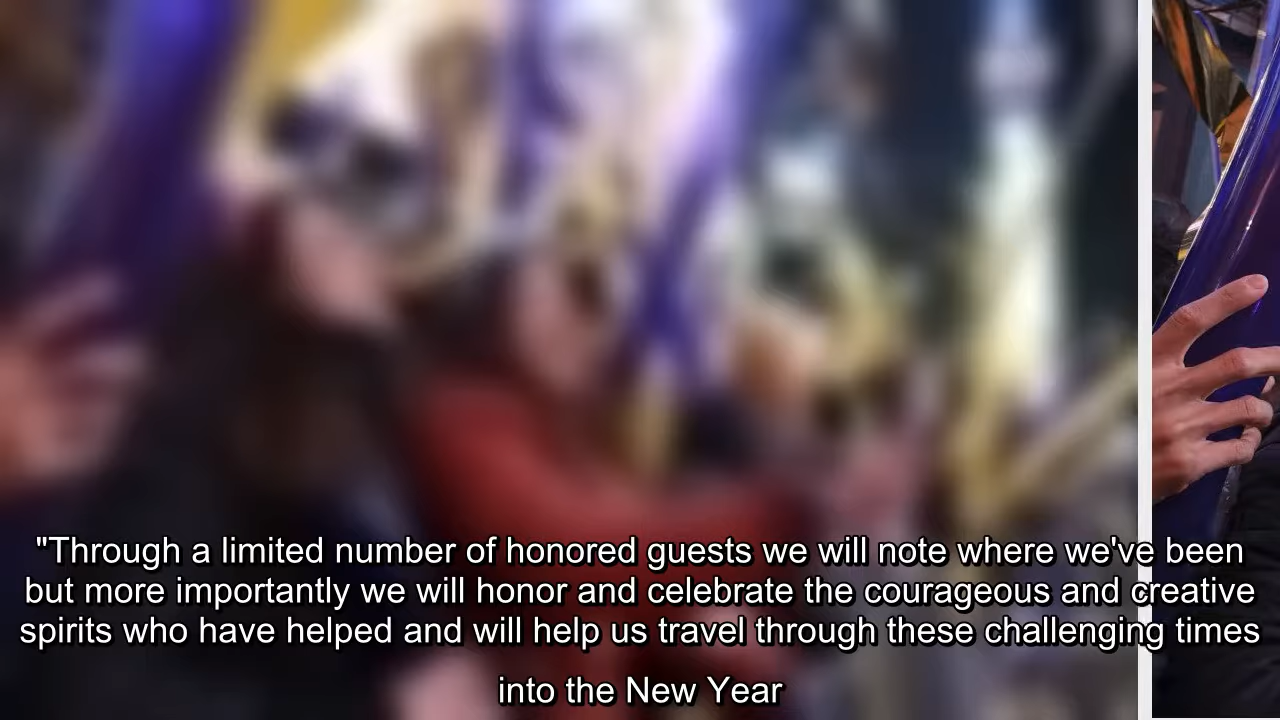 "Through a limited number of honored guests we will note where we've been
but more importantly we will honor and celebrate the courageous and creative
spirits who have helped and will help us travel through these challenging times
into the New Year